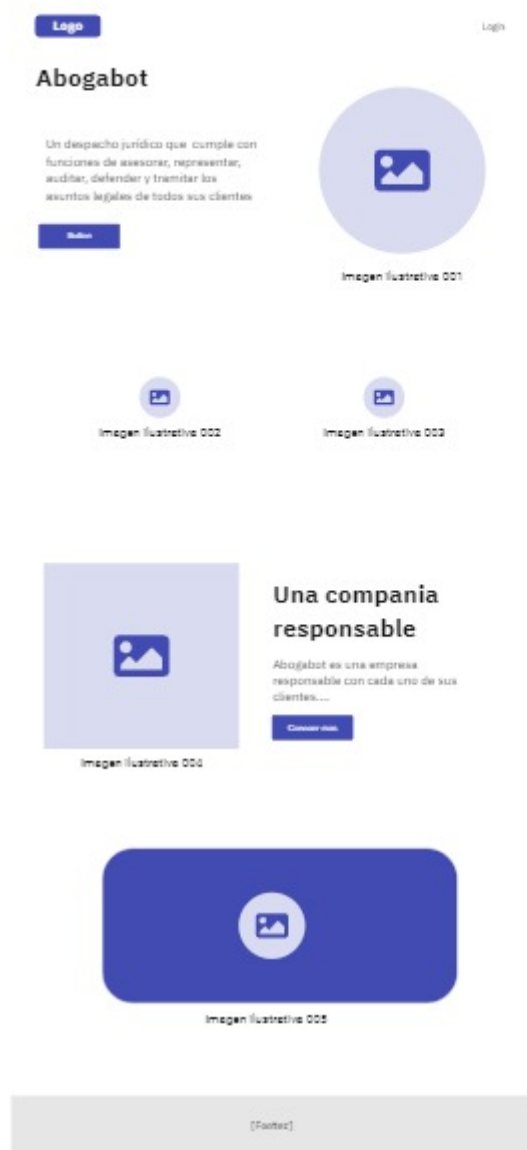 Logo
Login
Abogabot
Un despacho jurídico que cumple con
funciones de asesorar, representar,
auditar, defender y tramitar los
asuntos legales de todos sus clientes
Button
Imagen ilustrativa 001
Imagen ilustrativa 002
Imagen ilustrativa 003
Una compania
responsable
Abogabot es una empresa
responsable con cada uno de sus
clientes....
Conocer mas
Imagen ilustrativa 004
Imagen ilustrativa 005
[Footer]